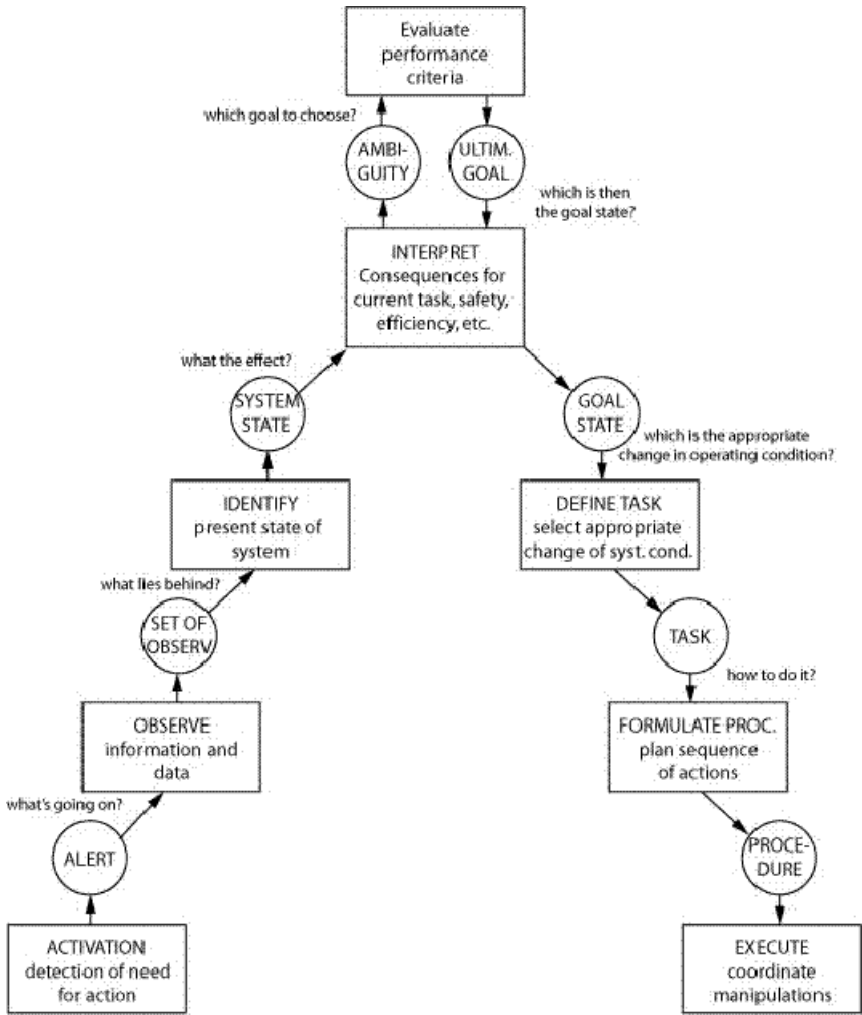 Evaluate
performance
criteria
which goal to choose?
AMBI-
GUITY
ULTIM.
GOAL
which is then
the goal state?
INTERPRET
Consequences for
current task, safety,
efficiency, etc.
what the effect?
SYSTEM
STATE
GOAL
STATE
which is the appropriate
change in operating condition?
IDENTIFY
present state of
system
DEFINE TASK
select appropriate
change of syst. cond.
what lies behind?
SET OF
OBSERV
TASK
how to do it?
OBSERVE
information and
data
FORMULATE PROC.
plan sequence
of actions
what's going on?
ALERT
PROCE-
DURE
ACTIVATION
detection of need
for action
EXECUTE
coordinate
manipulations